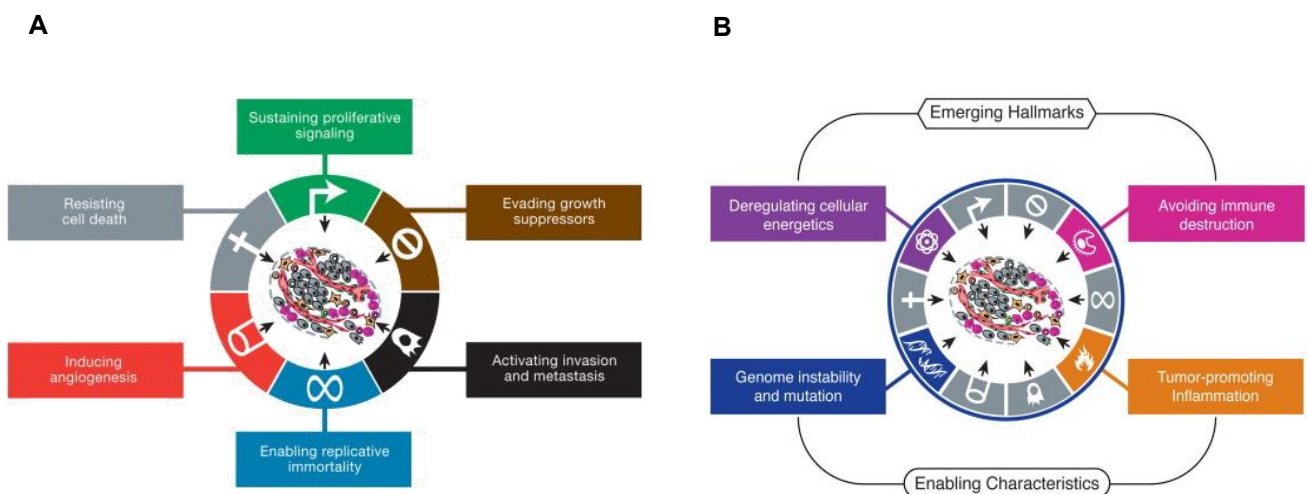 A
B
Sustaining proliferative
signaling
Resisting
cell death
Evading growth
suppressors
Inducing
angiogenesis
Activating invasion
and metastasis
Enabling replicative
immortality
Emerging Hallmarks
Deregulating cellular
energetics
Avoiding immune
destruction
Genome instability
and mutation
Tumor-promoting
Inflammation
Enabling Characteristics